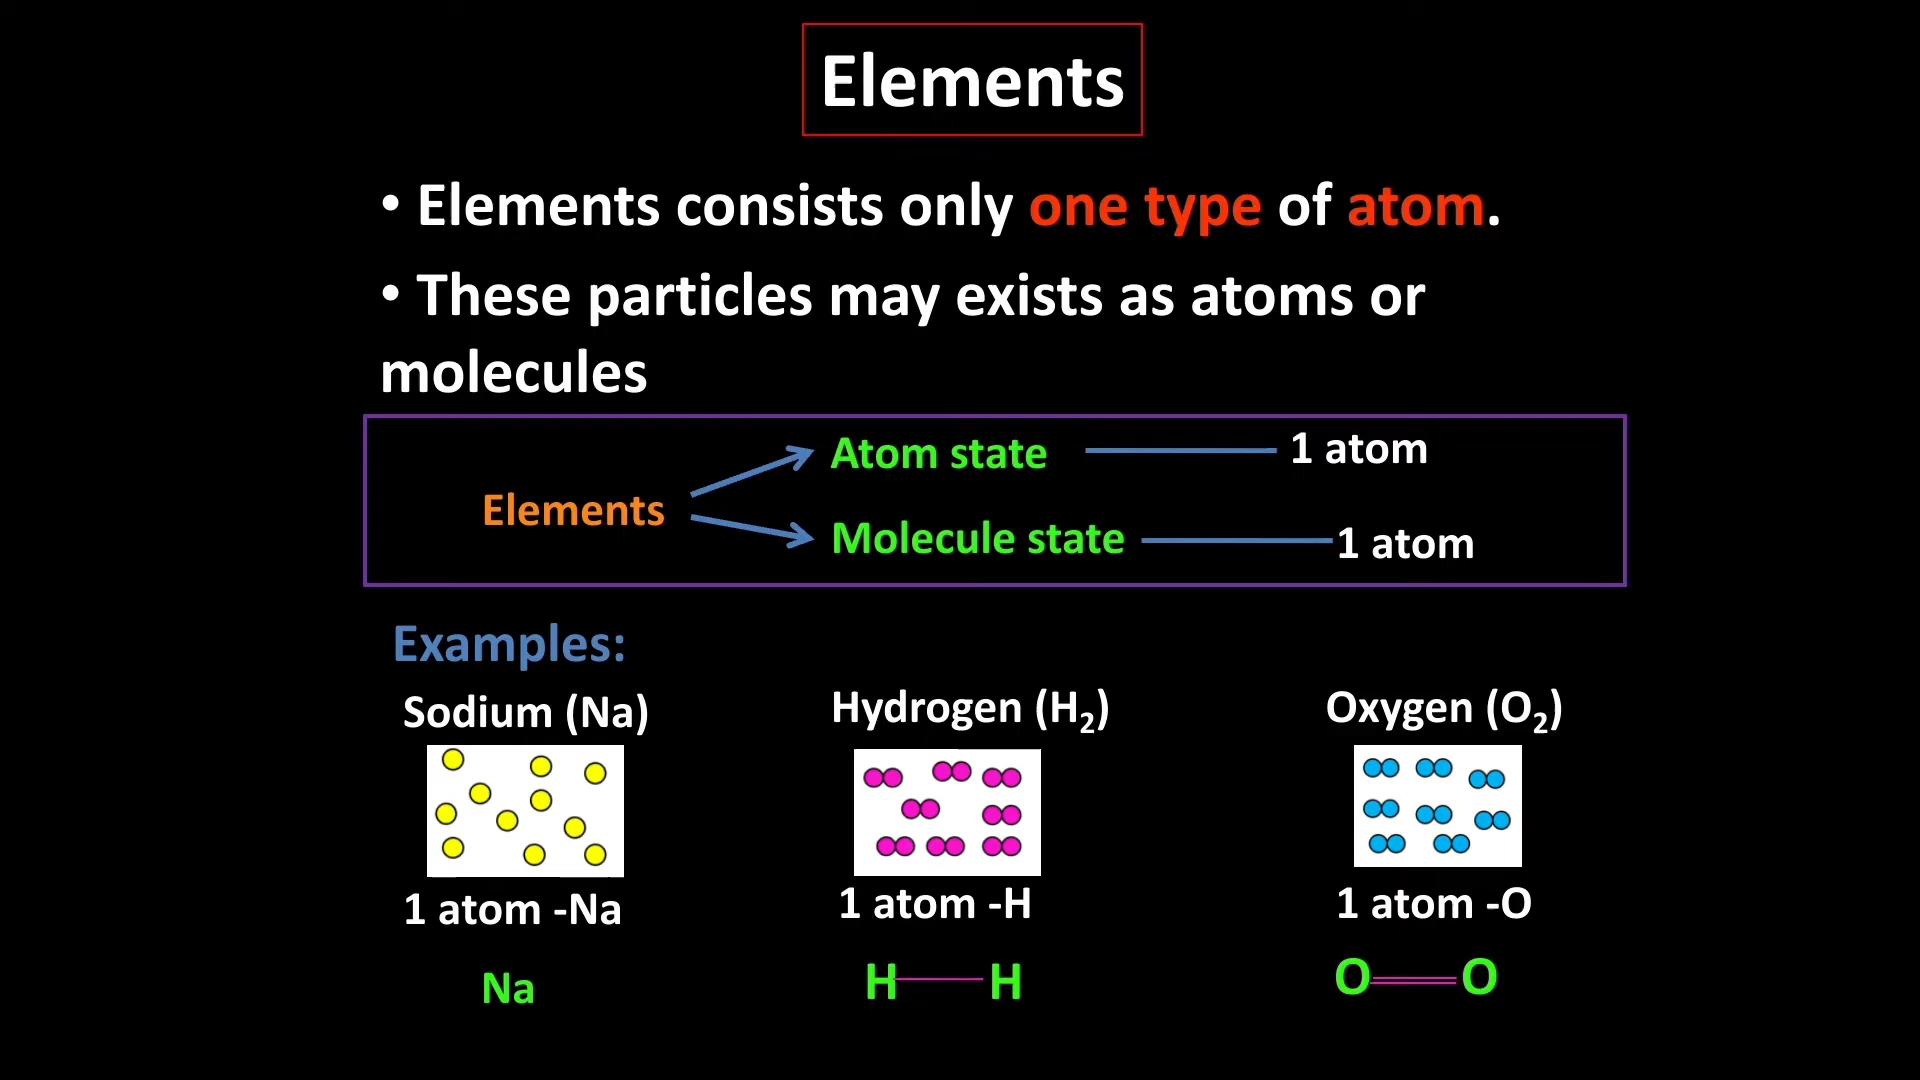 Elements
• Elements consists only one type of atom.
• These particles may exists as atoms or
molecules
Elements
Atom state
1 atom
Molecule state
1 atom
Examples:
Sodium (Na)
Hydrogen (H₂)
Oxygen (O₂)
1 atom -Na
1 atom -H
1 atom -O
Na
H H
O O